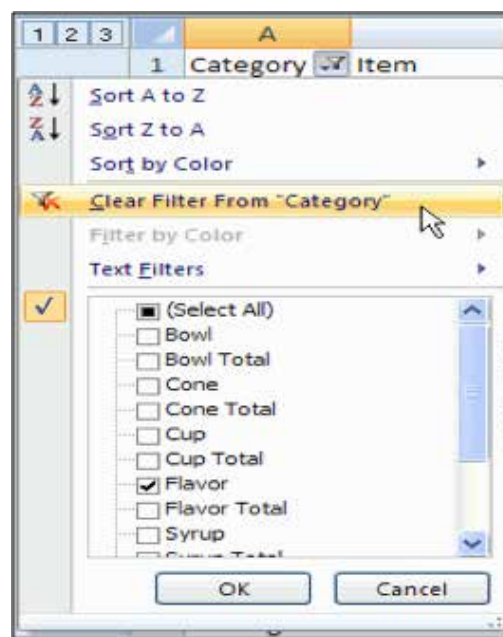 1 2 3 A
1 Category Item
A Z Sort A to Z
Z A Sort Z to A
Sort by Color
Clear Filter From "Category"
Filter by Color
Text Filters
(Select All)
Bowl
Bowl Total
Cone
Cone Total
Cup
Cup Total
Flavor
Flavor Total
Syrup
Syrup Total
OK Cancel